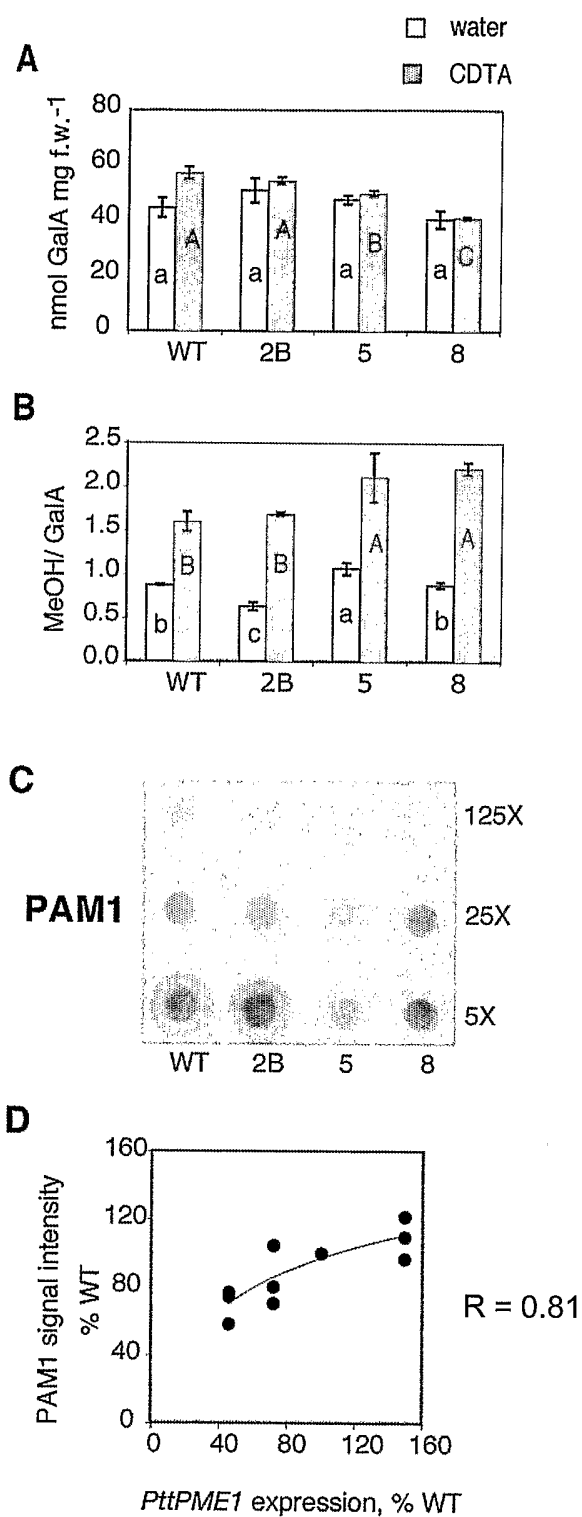 water
CDTA
A
nmol GalA mg f.w.-1
80
60
40
20
0
a A a A a B a C
WT 2B 5 8
B
MeOH/ GalA
2.5
2.0
1.5
1.0
0.5
0.0
b B c B a A b A
WT 2B 5 8
C
PAM1
125X
25X
5X
WT 2B 5 8
D
PAM1 signal intensity
% WT
160
120
80
40
0
0 40 80 120 160
R = 0.81
PttPME1 expression, % WT